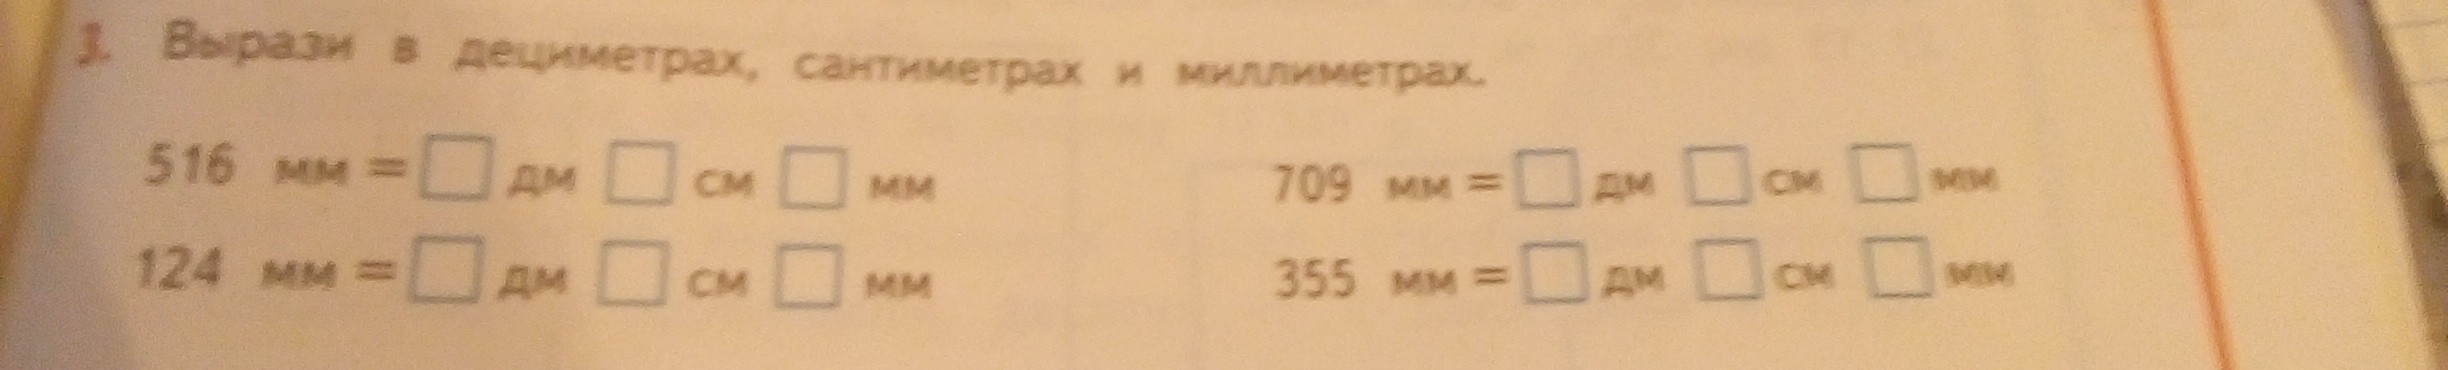 3. Вырази в дециметрах, сантиметрах и миллиметрах.
516 мм = □ дм □ см □ мм 709 мм = □ дм □ см □ мм
124 мм = □ дм □ см □ мм 355 мм = □ дм □ см □ мм